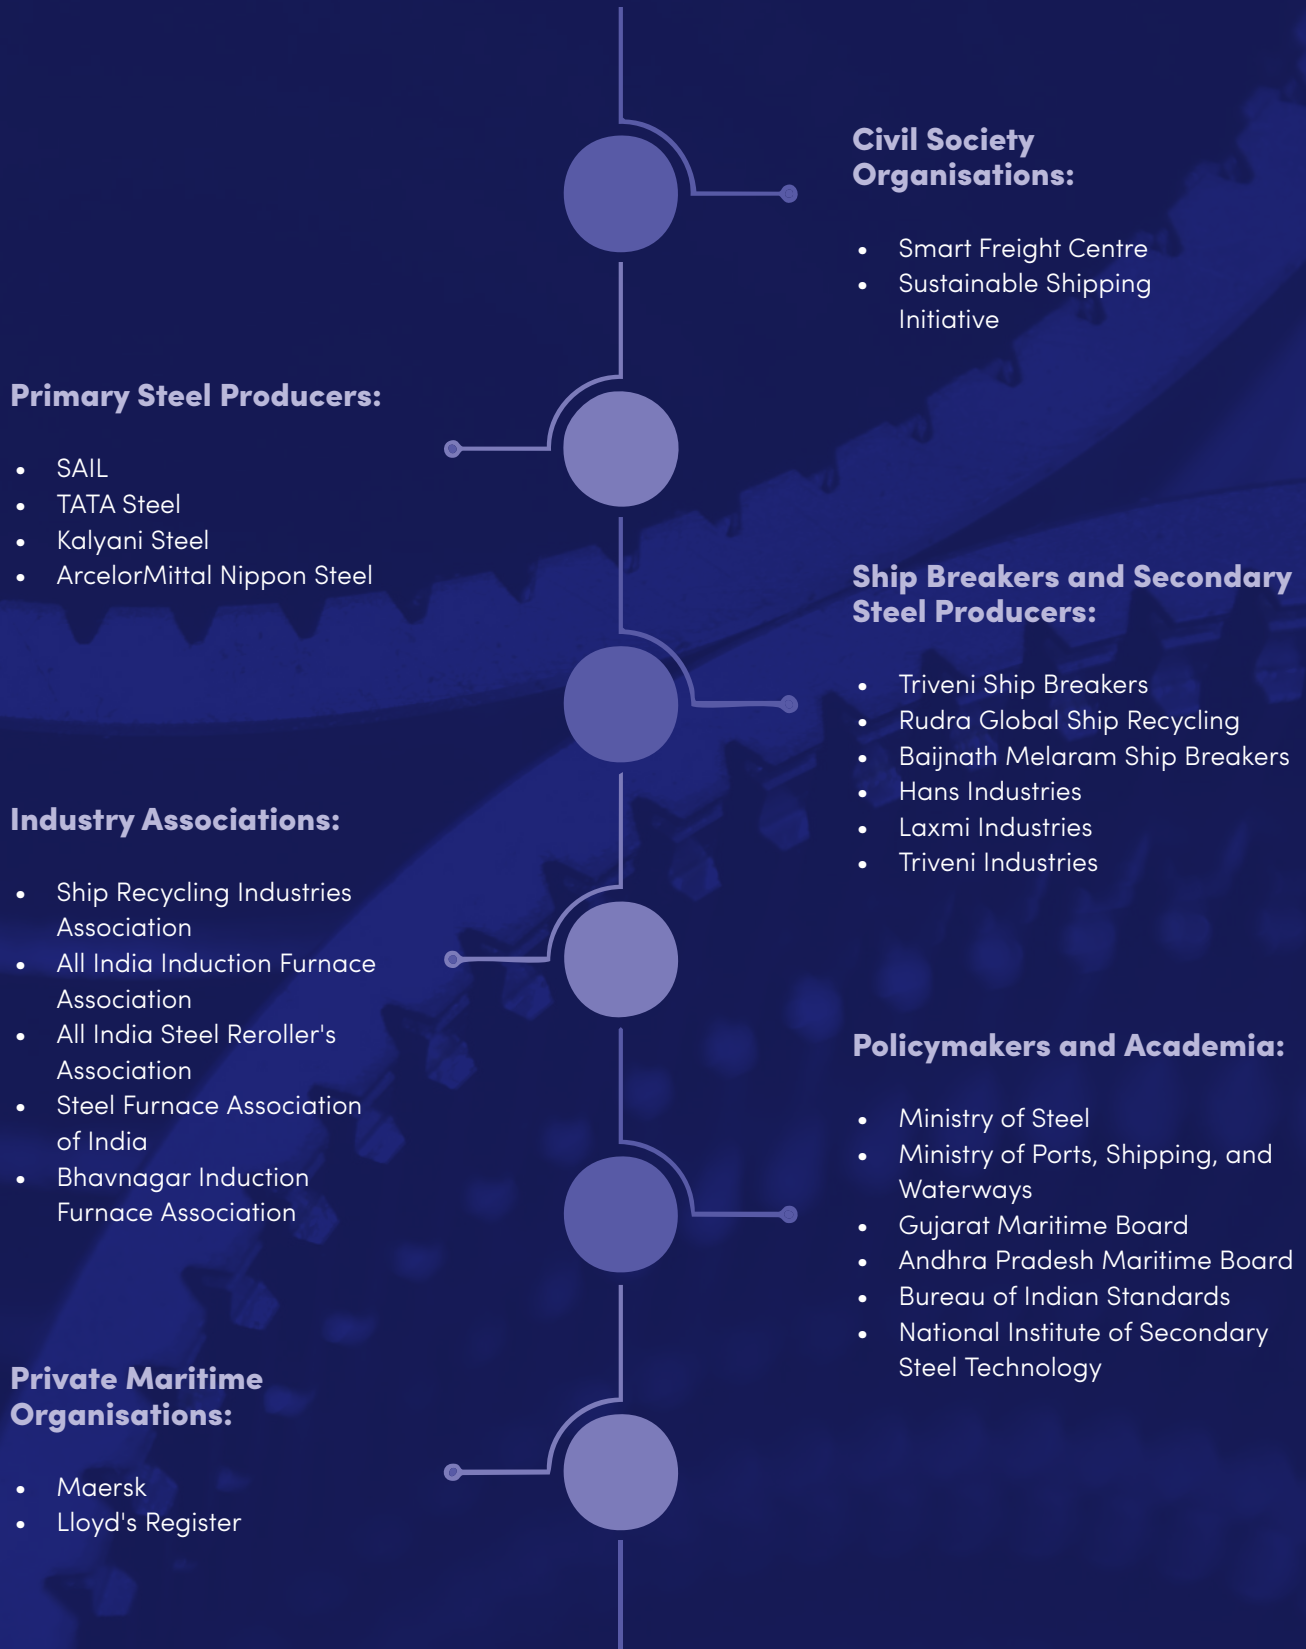 Civil Society
Organisations:
• Smart Freight Centre
• Sustainable Shipping
Initiative
Primary Steel Producers:
• SAIL
• TATA Steel
• Kalyani Steel
• ArcelorMittal Nippon Steel
Ship Breakers and Secondary
Steel Producers:
• Triveni Ship Breakers
• Rudra Global Ship Recycling
• Baijnath Melaram Ship Breakers
• Hans Industries
• Laxmi Industries
• Triveni Industries
Industry Associations:
• Ship Recycling Industries
Association
• All India Induction Furnace
Association
• All India Steel Reroller's
Association
• Steel Furnace Association
of India
• Bhavnagar Induction
Furnace Association
Policymakers and Academia:
• Ministry of Steel
• Ministry of Ports, Shipping, and
Waterways
• Gujarat Maritime Board
• Andhra Pradesh Maritime Board
• Bureau of Indian Standards
• National Institute of Secondary
Steel Technology
Private Maritime
Organisations:
• Maersk
• Lloyd's Register